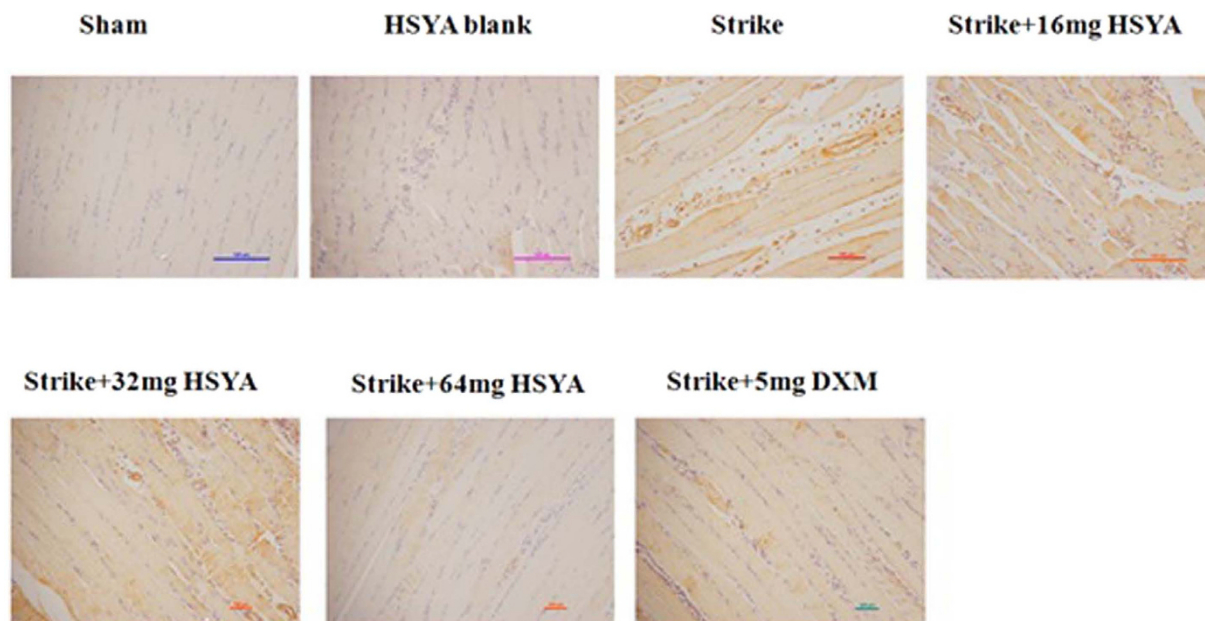 Sham
HSYA blank
Strike
Strike+16mg HSYA
Strike+32mg HSYA
Strike+64mg HSYA
Strike+5mg DXM